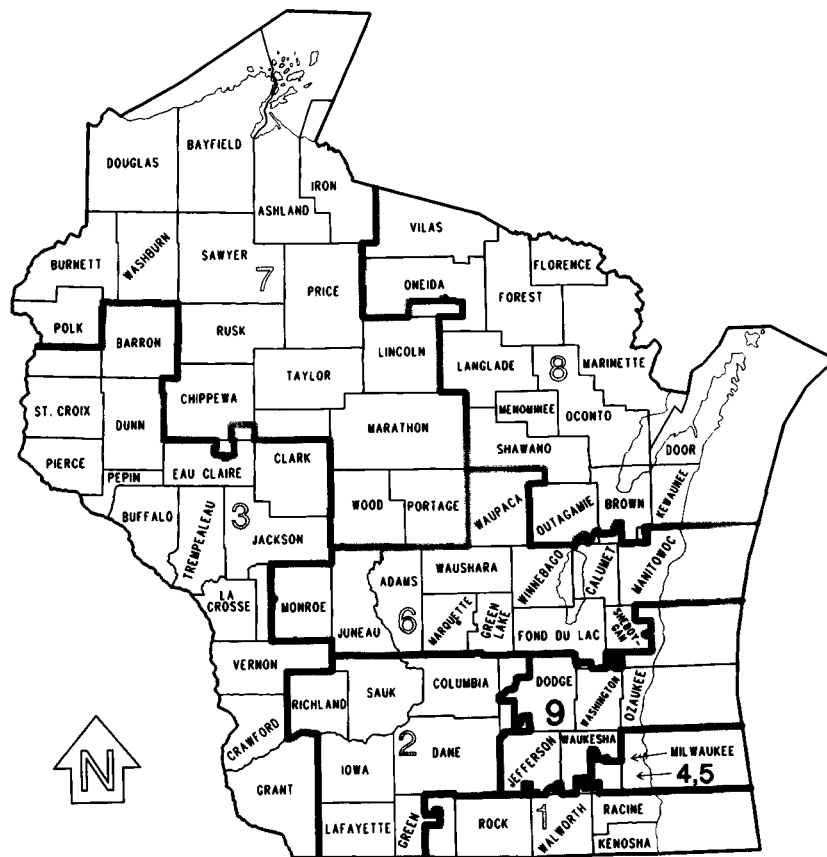 DOUGLAS
BAYFIELD
ASHLAND
IRON
VILAS
BURNETT
WASHBURN
SAWYER
7
PRICE
ONEIDA
FOREST
FLORENCE
POLK
BARRON
RUSK
LINCOLN
LANGLADE
8
MARINETTE
TAYLOR
CHIPPEWA
MENOMINEE
OCONTO
ST. CROIX
DUNN
MARATHON
SHAWANO
DOOR
PIERCE
PEPIN
EAU CLAIRE
CLARK
WOOD
PORTAGE
WAUPACA
OUTAGAMIE
BROWN
KEWAUNEE
BUFFALO
TREMPEALEAU
3
JACKSON
LA
CROSSE
MONROE
JUNEAU
ADAMS
6
WAUSHARA
MARQUETTE
GREEN
LAKE
WINNEBAGO
CALUMET
MANITOWOC
FOND DU LAC
SHEBOY-
GAN
VERNON
CRAWFORD
RICHLAND
SAUK
COLUMBIA
DODGE
9
WASHINGTON
OZAUKEE
N
2
DANE
IOWA
JEFFERSON
WAUKESHA
MILWAUKEE
4,5
GRANT
LAFAYETTE
GREEN
ROCK
1
WALWORTH
RACINE
KENOSHA